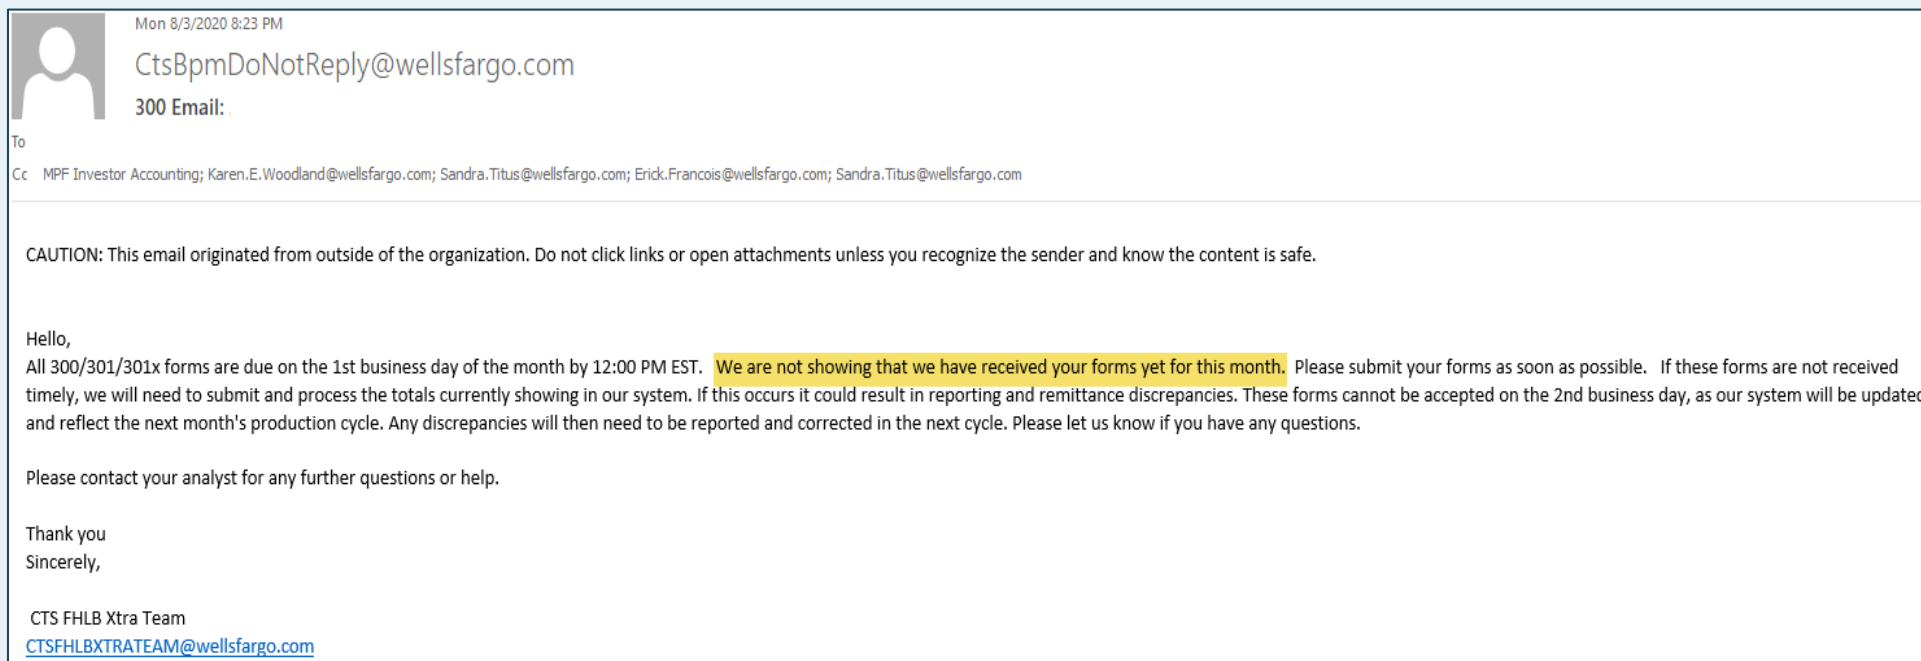 Mon 8/3/2020 8:23 PM
CtsBpmDoNotReply@wellsfargo.com
300 Email:
To
Cc MPF Investor Accounting; Karen.E.Woodland@wellsfargo.com; Sandra.Titus@wellsfargo.com; Erick.Francois@wellsfargo.com; Sandra.Titus@wellsfargo.com
CAUTION: This email originated from outside of the organization. Do not click links or open attachments unless you recognize the sender and know the content is safe.
Hello,
All 300/301/301x forms are due on the 1st business day of the month by 12:00 PM EST. We are not showing that we have received your forms yet for this month. Please submit your forms as soon as possible. If these forms are not received
timely, we will need to submit and process the totals currently showing in our system. If this occurs it could result in reporting and remittance discrepancies. These forms cannot be accepted on the 2nd business day, as our system will be updated
and reflect the next month's production cycle. Any discrepancies will then need to be reported and corrected in the next cycle. Please let us know if you have any questions.
Please contact your analyst for any further questions or help.
Thank you
Sincerely,
CTS FHLB Xtra Team
CTSFHLBXTRATEAM@wellsfargo.com